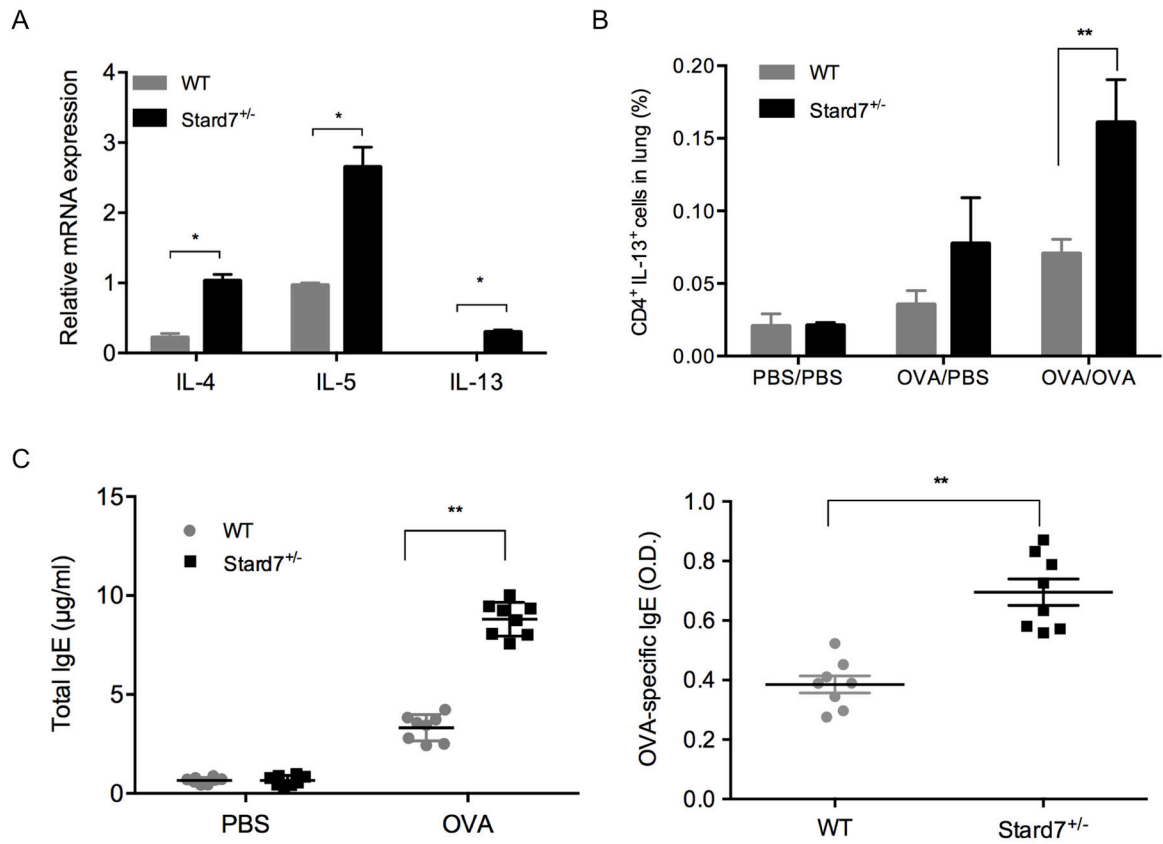 A
Relative mRNA expression
4
3
2
1
0
WT
Stard7+/-
*
*
*
IL-4
IL-5
IL-13
B
CD4+ IL-13+ cells in lung (%)
0.20
0.15
0.10
0.05
0.00
WT
Stard7+/-
**
PBS/PBS
OVA/PBS
OVA/OVA
C
Total IgE (µg/ml)
15
10
5
0
WT
Stard7+/-
**
PBS
OVA
OVA-specific IgE (O.D.)
1.0
0.8
0.6
0.4
0.2
0.0
**
WT
Stard7+/-